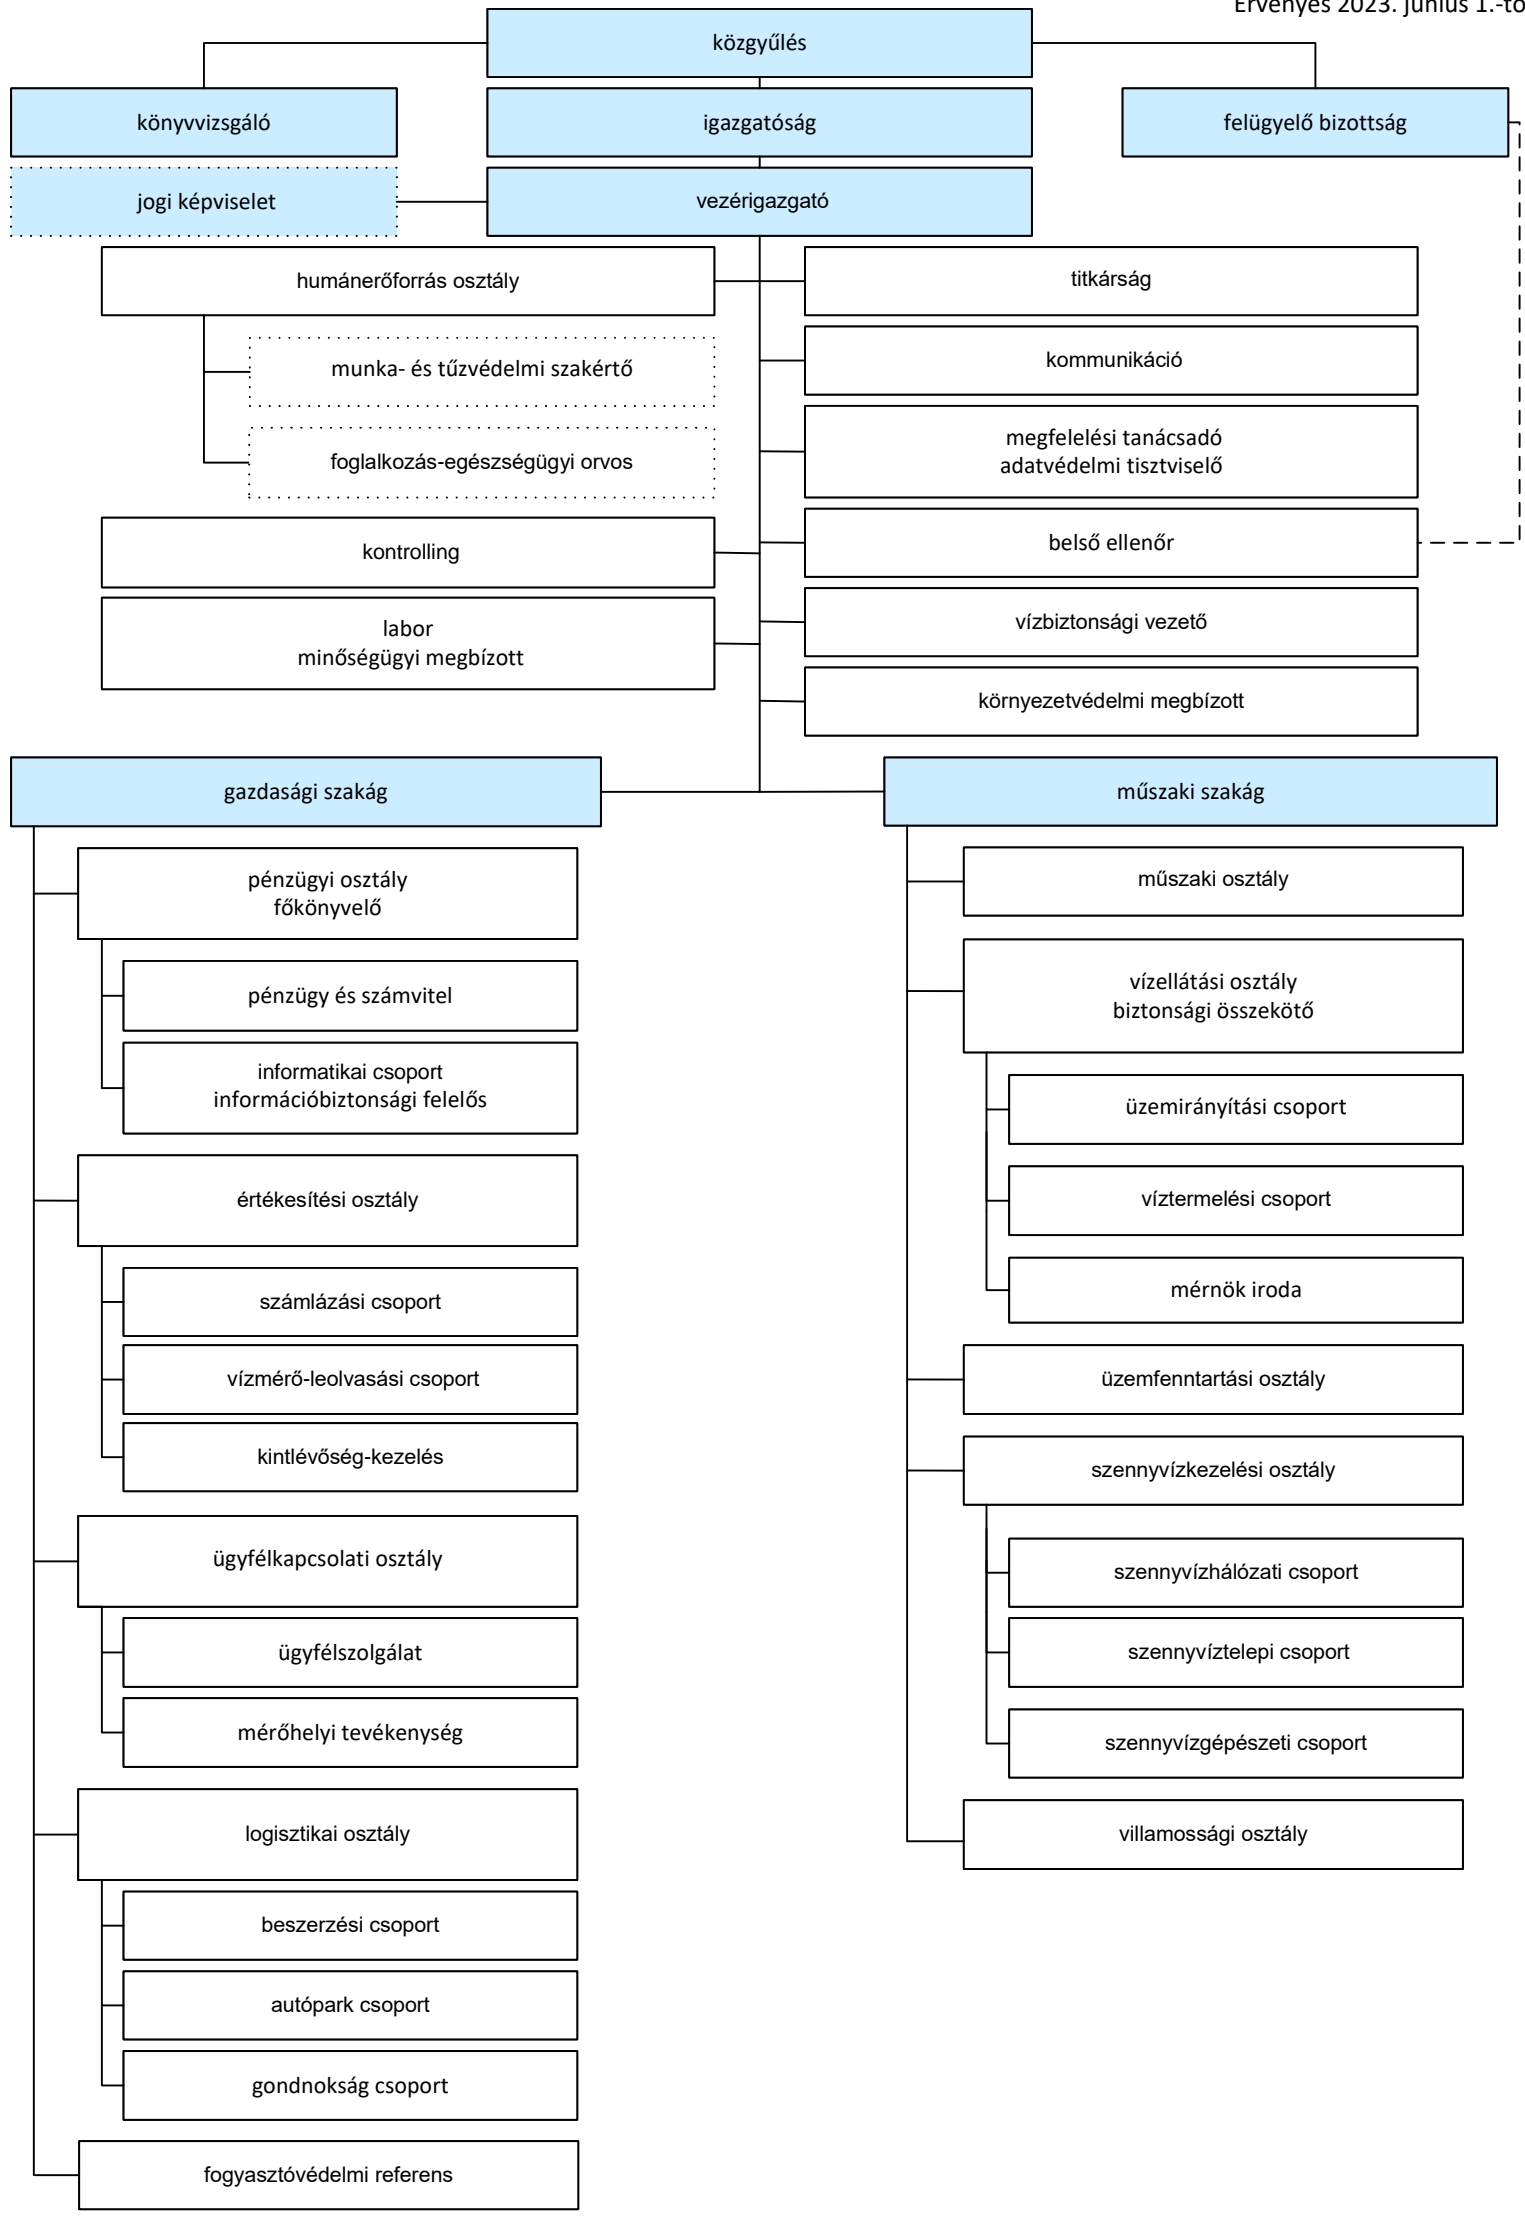 Érvényes 2023. június 1.-tő
közgyűlés
könyvvizsgáló
igazgatóság
felügyelő bizottság
jogi képviselet
vezérigazgató
humánerőforrás osztály
titkárság
munka- és tűzvédelmi szakértő
kommunikáció
foglalkozás-egészségügyi orvos
megfelelési tanácsadó
adatvédelmi tisztviselő
kontrolling
belső ellenőr
labor
minőségügyi megbízott
vízbiztonsági vezető
környezetvédelmi megbízott
gazdasági szakág
pénzügyi osztály
főkönyvelő
pénzügy és számvitel
informatikai csoport
információbiztonsági felelős
értékesítési osztály
számlázási csoport
vízmérő-leolvasási csoport
kintlévőség-kezelés
ügyfélkapcsolati osztály
ügyfélszolgálat
mérőhelyi tevékenység
logisztikai osztály
beszerzési csoport
autópark csoport
gondnokság csoport
fogyasztóvédelmi referens
műszaki szakág
műszaki osztály
vízellátási osztály
biztonsági összekötő
üzemirányítási csoport
víztermelési csoport
mérnök iroda
üzemfenntartási osztály
szennyvízkezelési osztály
szennyvízhálózati csoport
szennyvíztelepi csoport
szennyvízgépészeti csoport
villamossági osztály